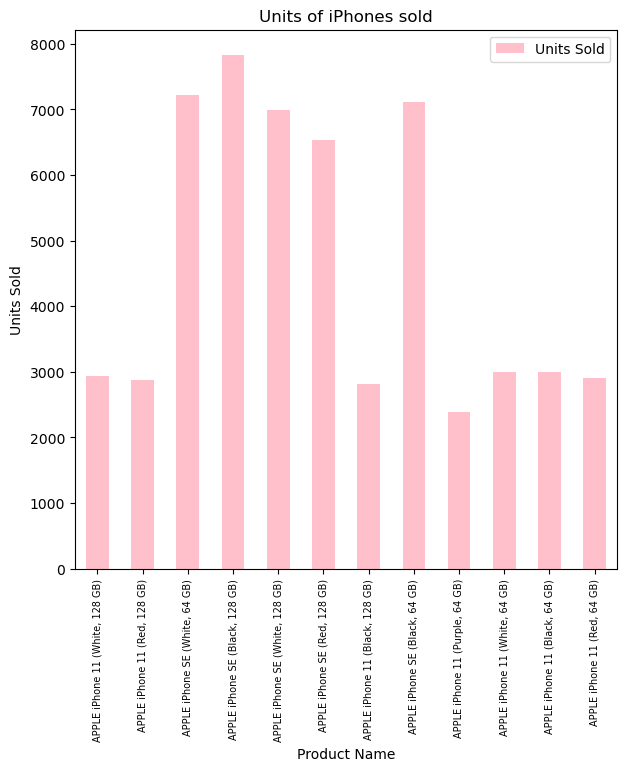 Units of iPhones sold
Units Sold
8000
7000
6000
5000
4000
3000
2000
1000
0
Units Sold
APPLE iPhone 11 (White, 128 GB)
APPLE iPhone 11 (Red, 128 GB)
APPLE iPhone SE (White, 64 GB)
APPLE iPhone SE (Black, 128 GB)
APPLE iPhone SE (White, 128 GB)
APPLE iPhone SE (Red, 128 GB)
APPLE iPhone 11 (Black, 128 GB)
APPLE iPhone SE (Black, 64 GB)
APPLE iPhone 11 (Purple, 64 GB)
APPLE iPhone 11 (White, 64 GB)
APPLE iPhone 11 (Black, 64 GB)
APPLE iPhone 11 (Red, 64 GB)
Product Name